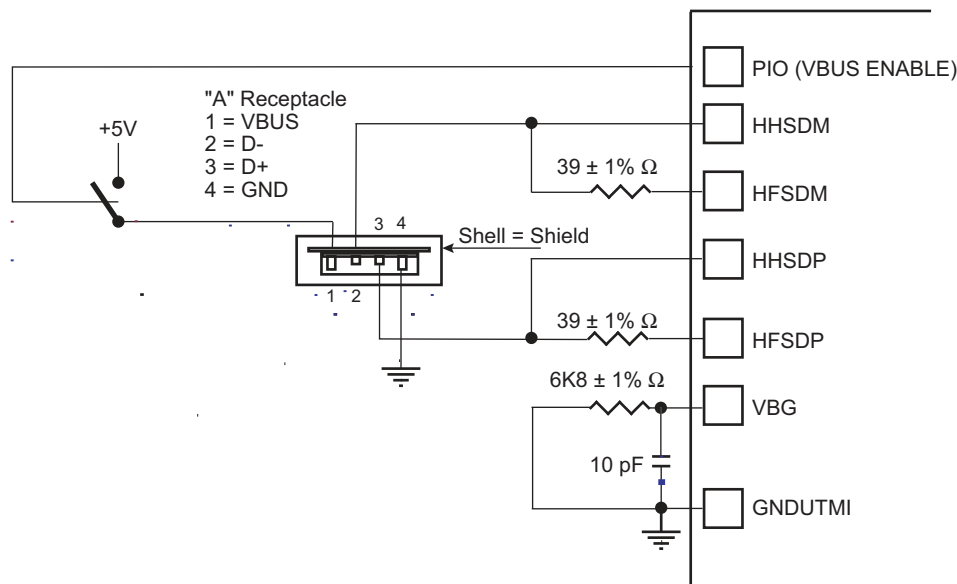 PIO (VBUS ENABLE)
"A" Receptacle
1 = VBUS
2 = D-
3 = D+
4 = GND
+5V
HHSDM
39 ± 1% Ω
HFSDM
3 4
Shell = Shield
HHSDP
1 2
39 ± 1% Ω
HFSDP
6K8 ± 1% Ω
VBG
10 pF
GNDUTMI